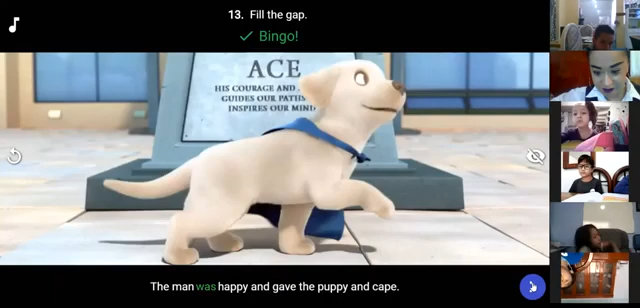 13. Fill the gap.
Bingo!
ACE
HIS COURAGE AND
GUIDES OUR PATHS
INSPIRES OUR MIND
The man was happy and gave the puppy and cape.